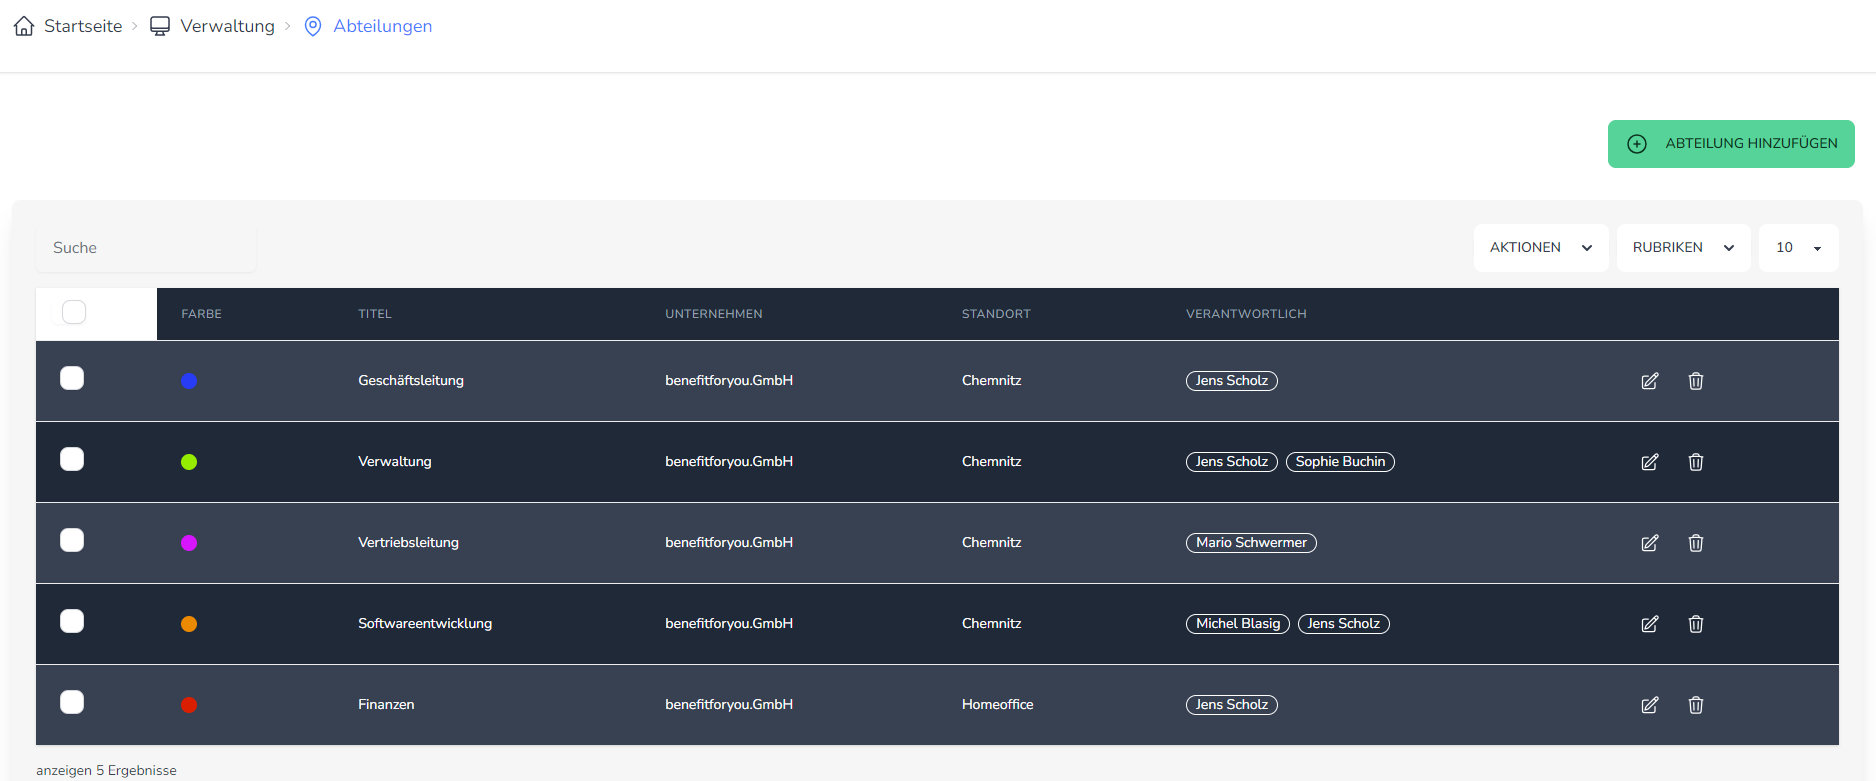 Startseite > Verwaltung > Abteilungen
ABTEILUNG HINZUFÜGEN
Suche AKTIONEN RUBRIKEN 10
FARBE TITEL UNTERNEHMEN STANDORT VERANTWORTLICH
Geschäftsleitung benefitforyou.GmbH Chemnitz Jens Scholz
Verwaltung benefitforyou.GmbH Chemnitz Jens Scholz Sophie Buchin
Vertriebsleitung benefitforyou.GmbH Chemnitz Mario Schwermer
Softwareentwicklung benefitforyou.GmbH Chemnitz Michel Blasig Jens Scholz
Finanzen benefitforyou.GmbH Homeoffice Jens Scholz
anzeigen 5 Ergebnisse